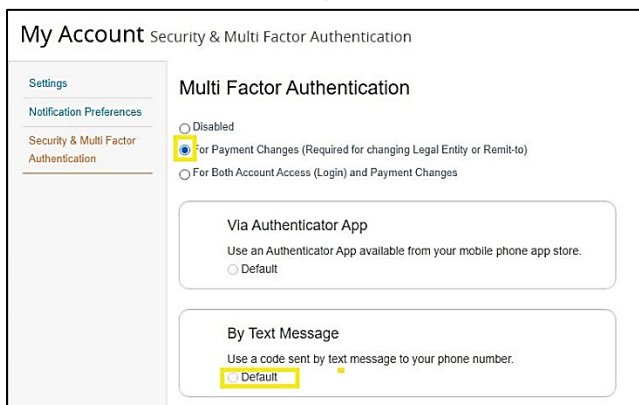 My Account Security & Multi Factor Authentication
Settings
Notification Preferences
Security & Multi Factor
Authentication
Multi Factor Authentication
Disabled
For Payment Changes (Required for changing Legal Entity or Remit-to)
For Both Account Access (Login) and Payment Changes
Via Authenticator App
Use an Authenticator App available from your mobile phone app store.
Default
By Text Message
Use a code sent by text message to your phone number.
Default